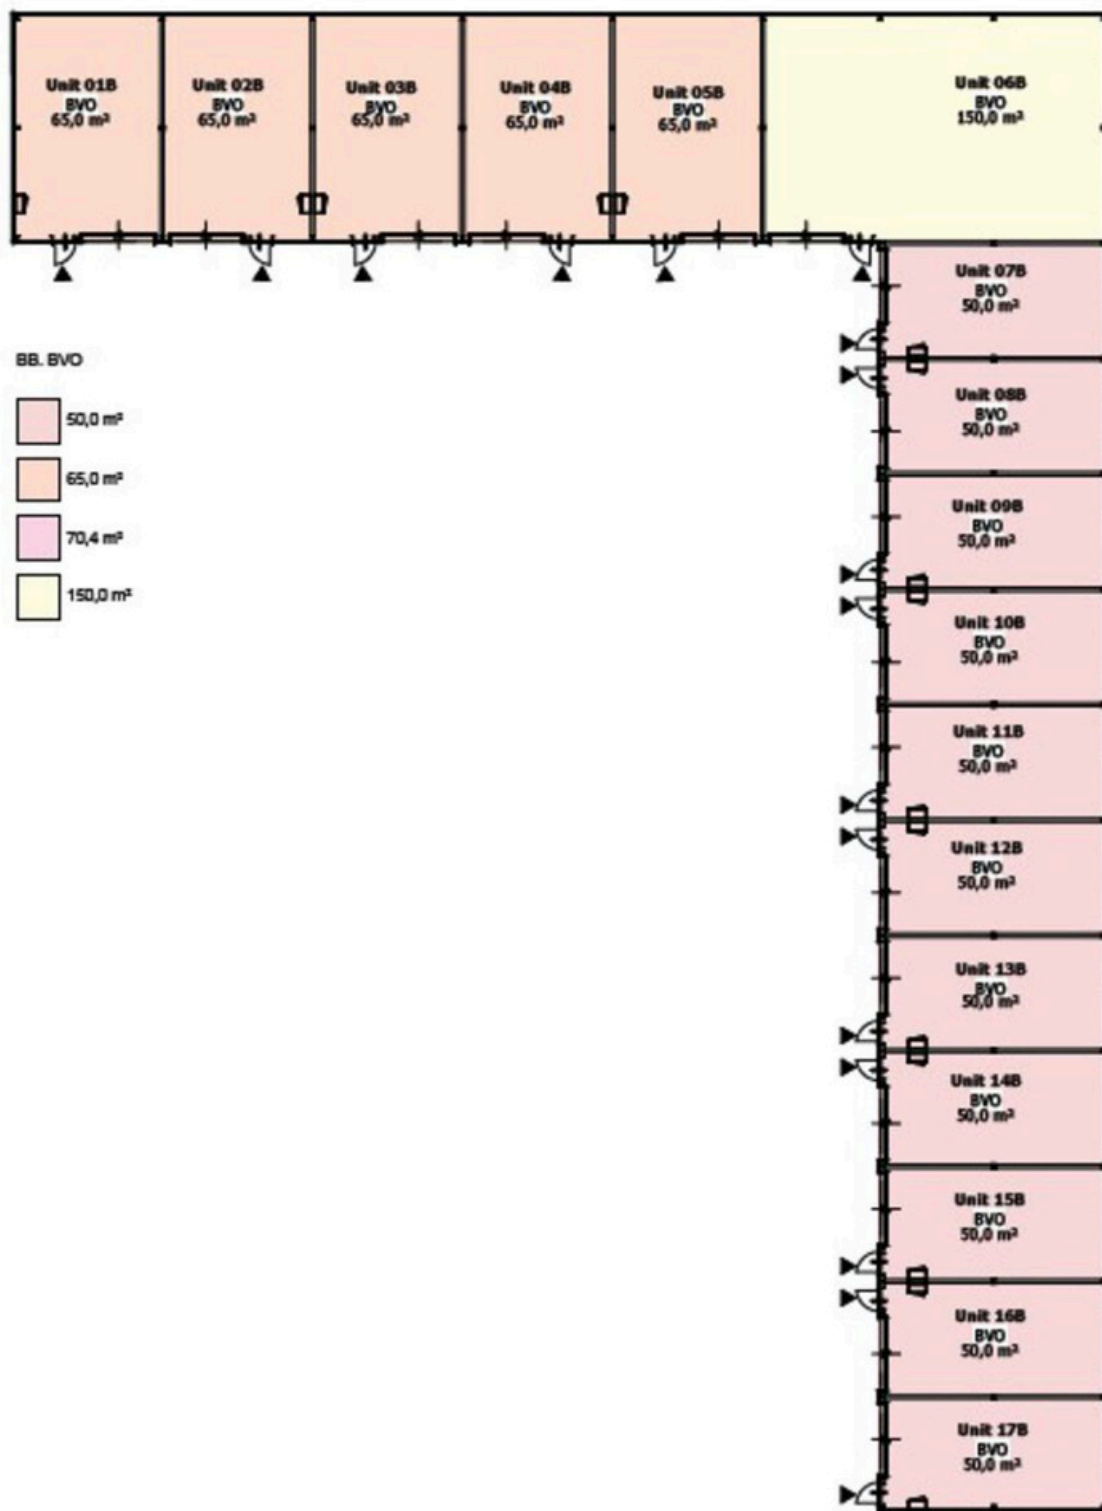 Unit 01B
BVO
65,0 m²
Unit 02B
BVO
65,0 m²
Unit 03B
BVO
65,0 m²
Unit 04B
BVO
65,0 m²
Unit 05B
BVO
65,0 m²
Unit 06B
BVO
150,0 m²
Unit 07B
BVO
50,0 m²
BB. BVO
50,0 m²
65,0 m²
70,4 m²
150,0 m²
Unit 08B
BVO
50,0 m²
Unit 09B
BVO
50,0 m²
Unit 10B
BVO
50,0 m²
Unit 11B
BVO
50,0 m²
Unit 12B
BVO
50,0 m²
Unit 13B
BVO
50,0 m²
Unit 14B
BVO
50,0 m²
Unit 15B
BVO
50,0 m²
Unit 16B
BVO
50,0 m²
Unit 17B
BVO
50,0 m²